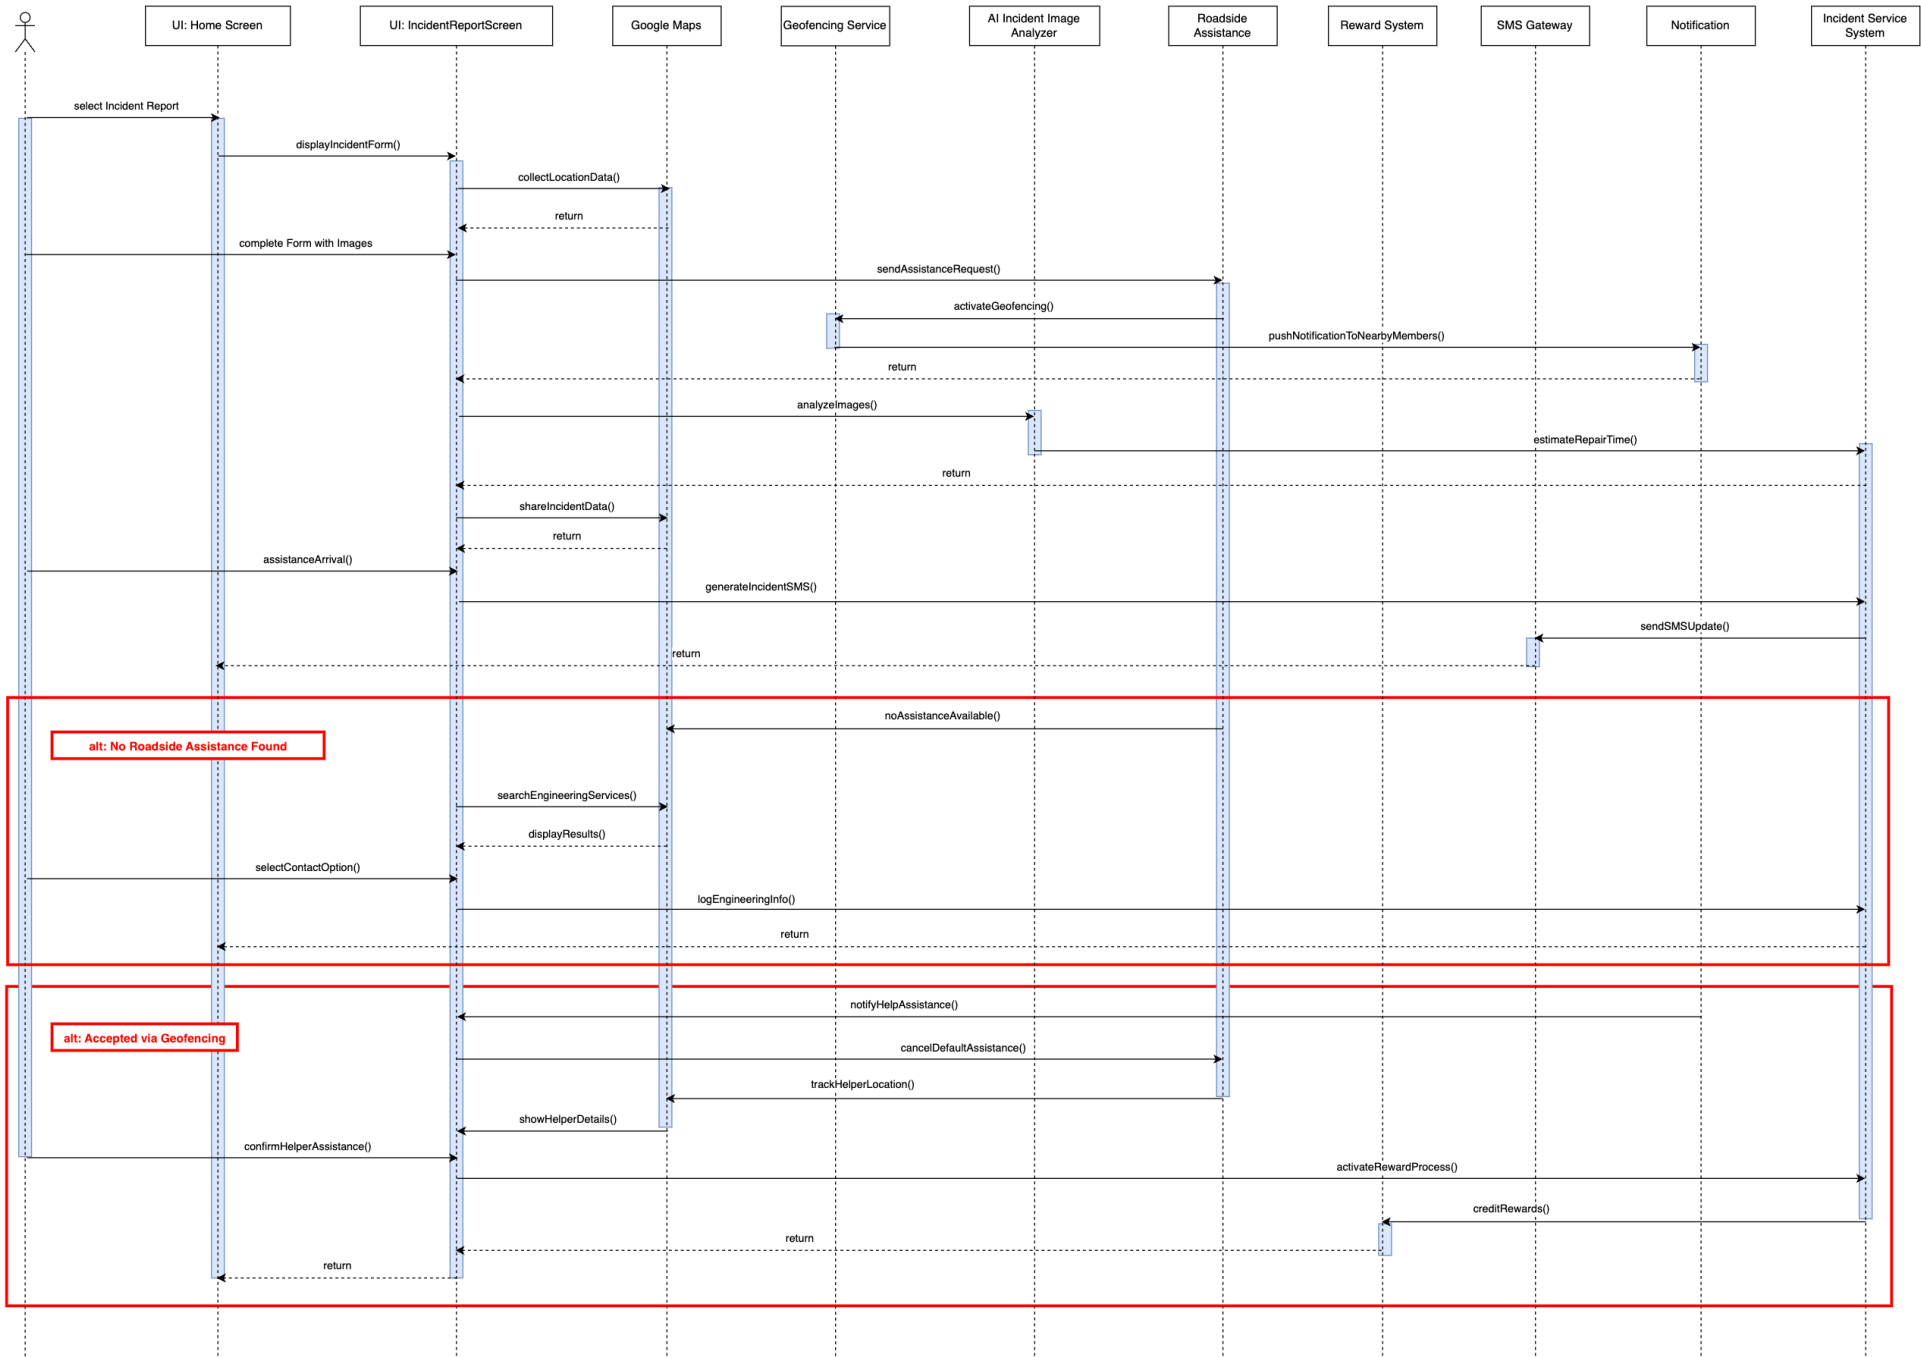 UI: Home Screen
UI: IncidentReportScreen
Google Maps
Geofencing Service
AI Incident Image
Analyzer
Roadside
Assistance
Reward System
SMS Gateway
Notification
Incident Service
System
select Incident Report
displayIncidentForm()
collectLocationData()
return
complete Form with Images
sendAssistanceRequest()
activateGeofencing()
pushNotificationToNearbyMembers()
return
analyzeImages()
estimateRepairTime()
return
shareIncidentData()
return
assistanceArrival()
generateIncidentSMS()
sendSMSUpdate()
return
noAssistanceAvailable()
alt: No Roadside Assistance Found
searchEngineeringServices()
displayResults()
selectContactOption()
logEngineeringInfo()
return
notifyHelpAssistance()
alt: Accepted via Geofencing
cancelDefaultAssistance()
trackHelperLocation()
showHelperDetails()
confirmHelperAssistance()
activateRewardProcess()
creditRewards()
return
return